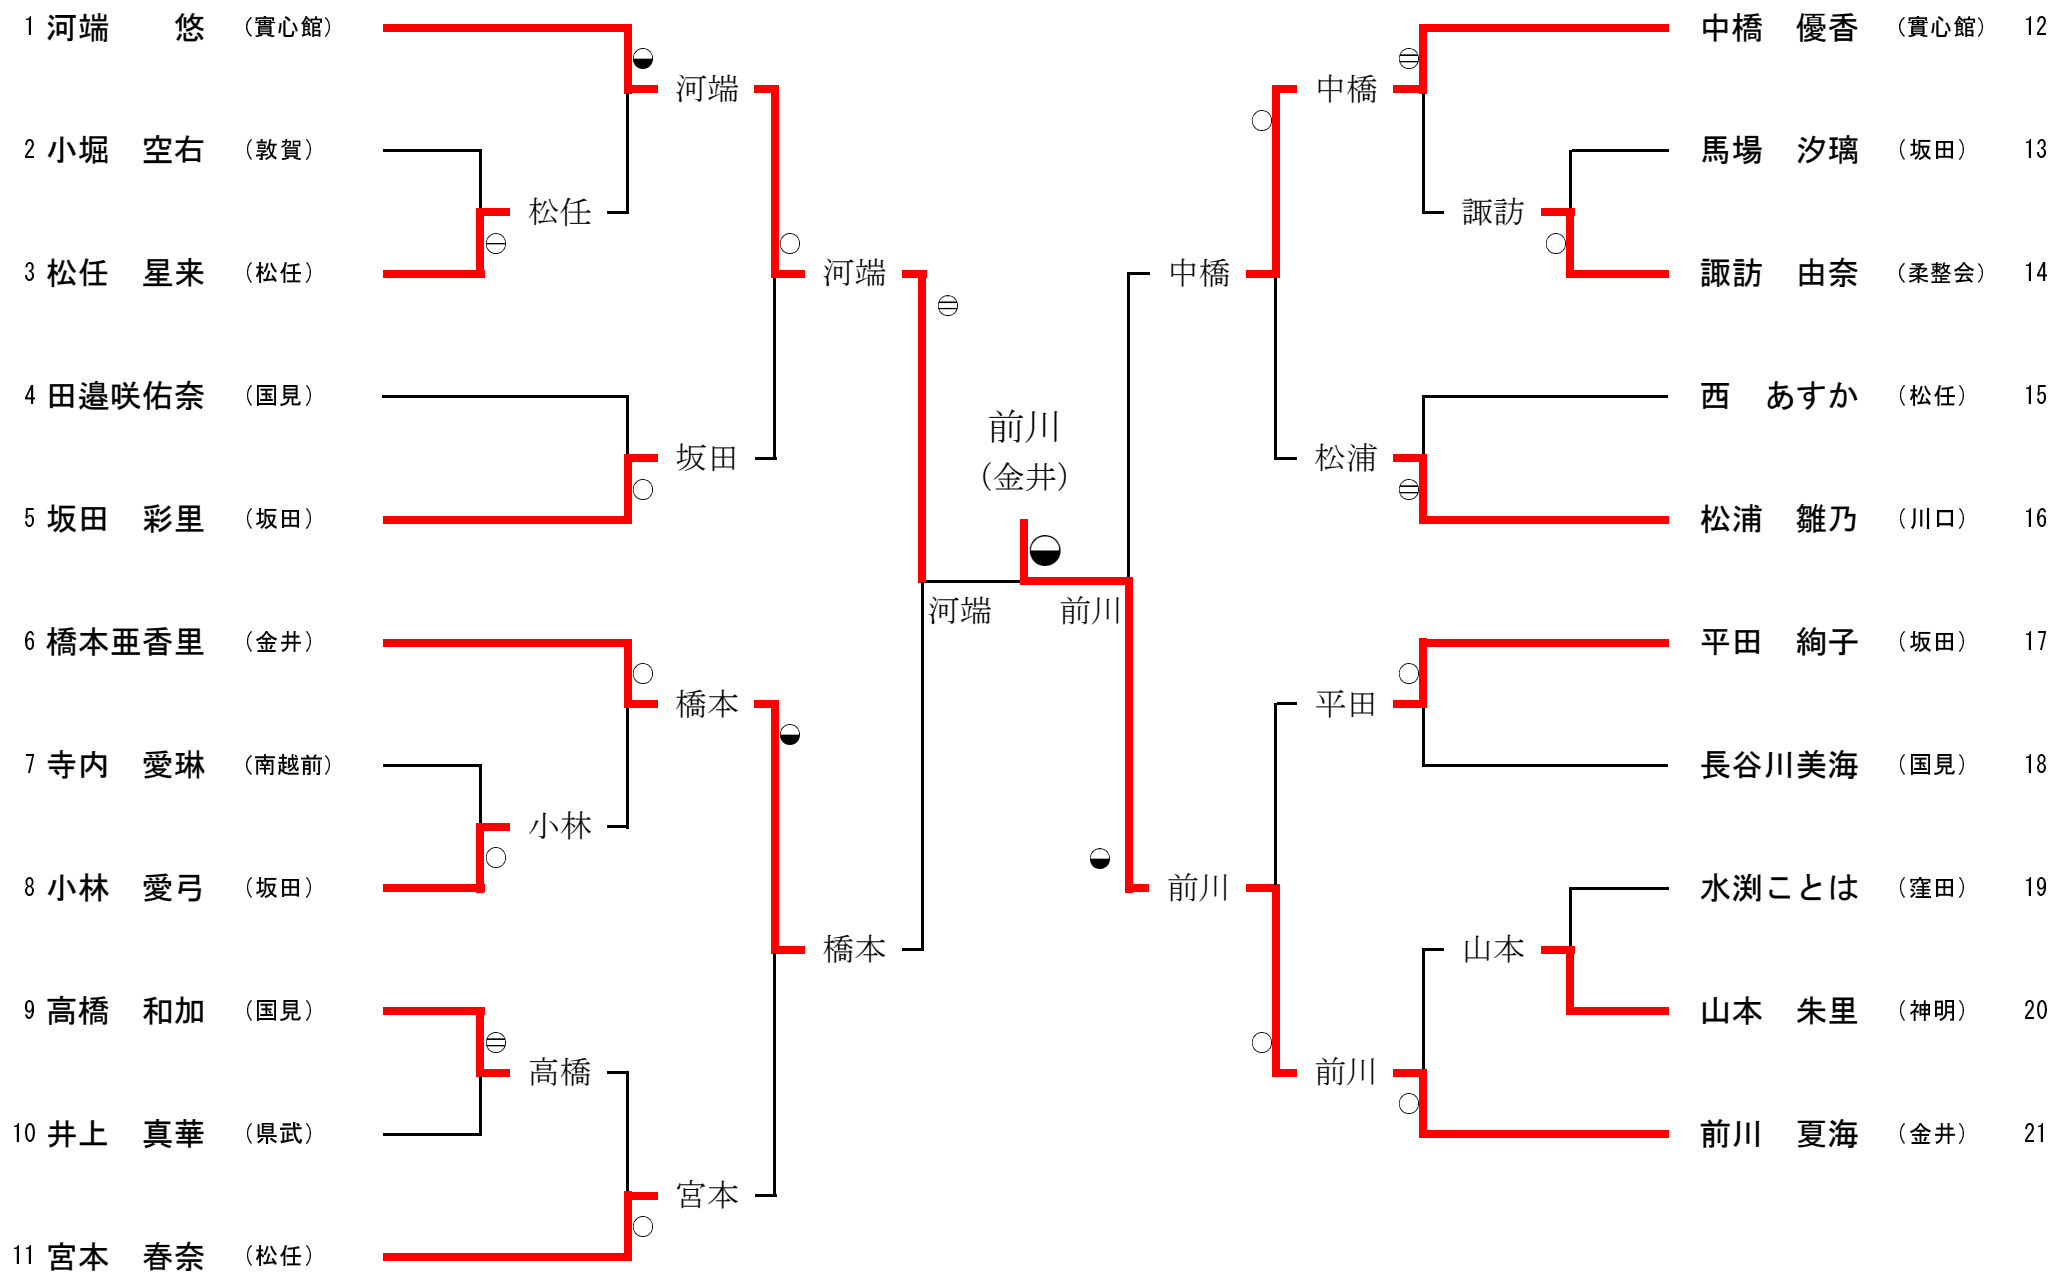 1 河端　　悠 （實心館）
2 小堀　空右 （敦賀）
3 松任　星来 （松任）
4 田邉咲佑奈 （国見）
5 坂田　彩里 （坂田）
6 橋本亜香里 （金井）
7 寺内　愛琳 （南越前）
8 小林　愛弓 （坂田）
9 高橋　和加 （国見）
10 井上　真華 （県武）
11 宮本　春奈 （松任）
松任
小林
高橋
河端
坂田
橋本
宮本
河端
橋本
河端
前川
（金井）
前川
中橋
前川
中橋
松浦
平田
前川
諏訪
山本
中橋　優香 （實心館） 12
馬場　汐璃 （坂田） 13
諏訪　由奈 （柔整会） 14
西　あすか （松任） 15
松浦　雛乃 （川口） 16
平田　絢子 （坂田） 17
長谷川美海 （国見） 18
水渕ことは （窪田） 19
山本　朱里 （神明） 20
前川　夏海 （金井） 21